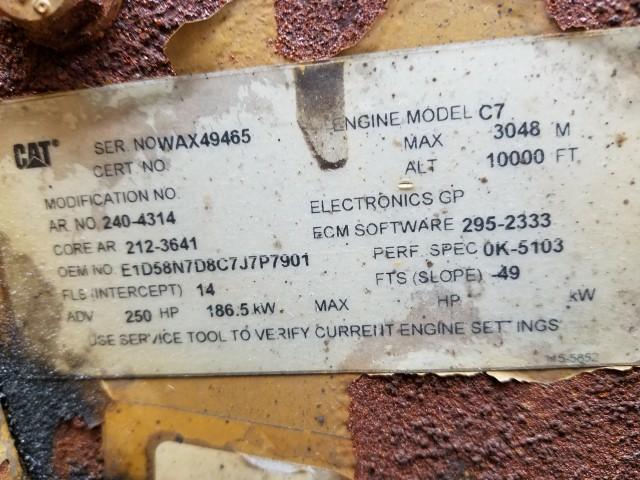 CAT SER. NO WAX49465 ENGINE MODEL C7
CERT NO. MAX 3048 M
ALT 10000 FT
MODIFICATION NO.
AR. NO. 240-4314 ELECTRONICS GP
CORE AR 212-3641 ECM SOFTWARE 295-2333
OEM NO. E1D58N7D8C7J7P7901 PERF. SPEC 0K-5103
FLS (INTERCEPT) 14 FTS (SLOPE) -49
ADV 250 HP 186.5 kW MAX HP kW
USE SERVICE TOOL TO VERIFY CURRENT ENGINE SETTINGS